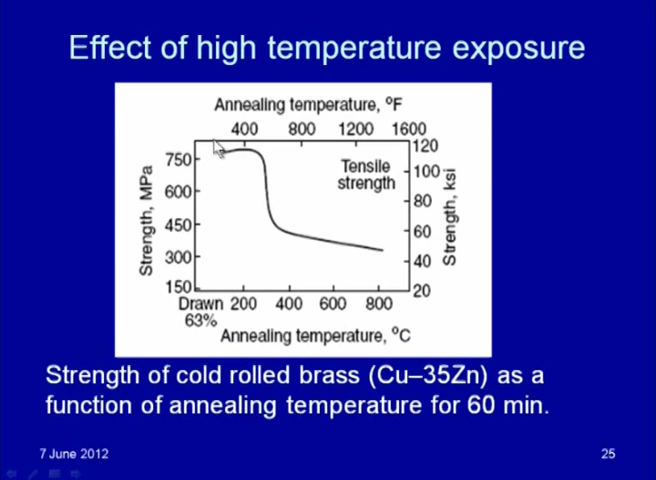 Effect of high temperature exposure
Annealing temperature, ºF
400 800 1200 1600
750 120
600 100
450 80
300 60
150 40
20
Strength, MPa
Tensile
strength
Strength, ksi
Drawn 200 400 600 800
63%
Annealing temperature, ºC
Strength of cold rolled brass (Cu–35Zn) as a
function of annealing temperature for 60 min.
7 June 2012
25